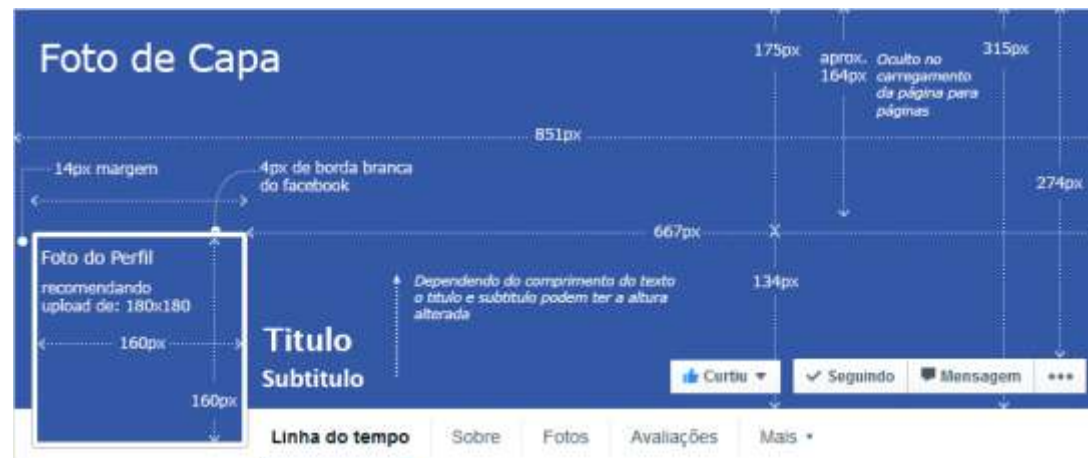 Foto de Capa
175px
315px
aprox.
164px
Oculto no
carregamento
da página para
páginas
851px
14px margem
4px de borda branca
do facebook
274px
667px
Foto do Perfil
recomendando
upload de: 180x180
160px
160px
Dependendo do comprimento do texto
o titulo e subtitulo podem ter a altura
alterada
134px
Titulo
Subtitulo
Curtiu
Seguindo
Mensagem
Linha do tempo
Sobre
Fotos
Avaliações
Mais